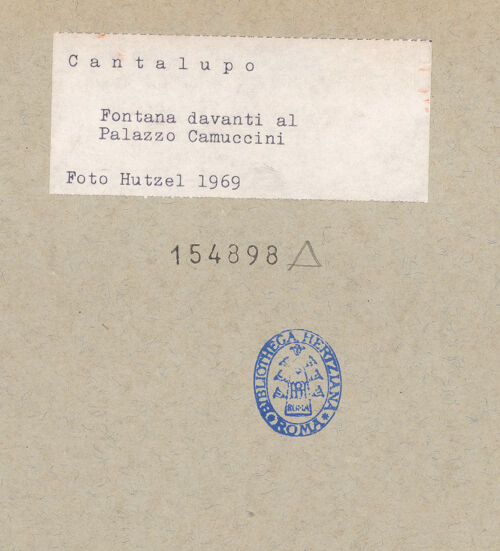 Cantalupo
Fontana davanti al
Palazzo Camuccini
Foto Hutzel 1969
154898
BIBLIOTHECA HERTZIANA
ROMA